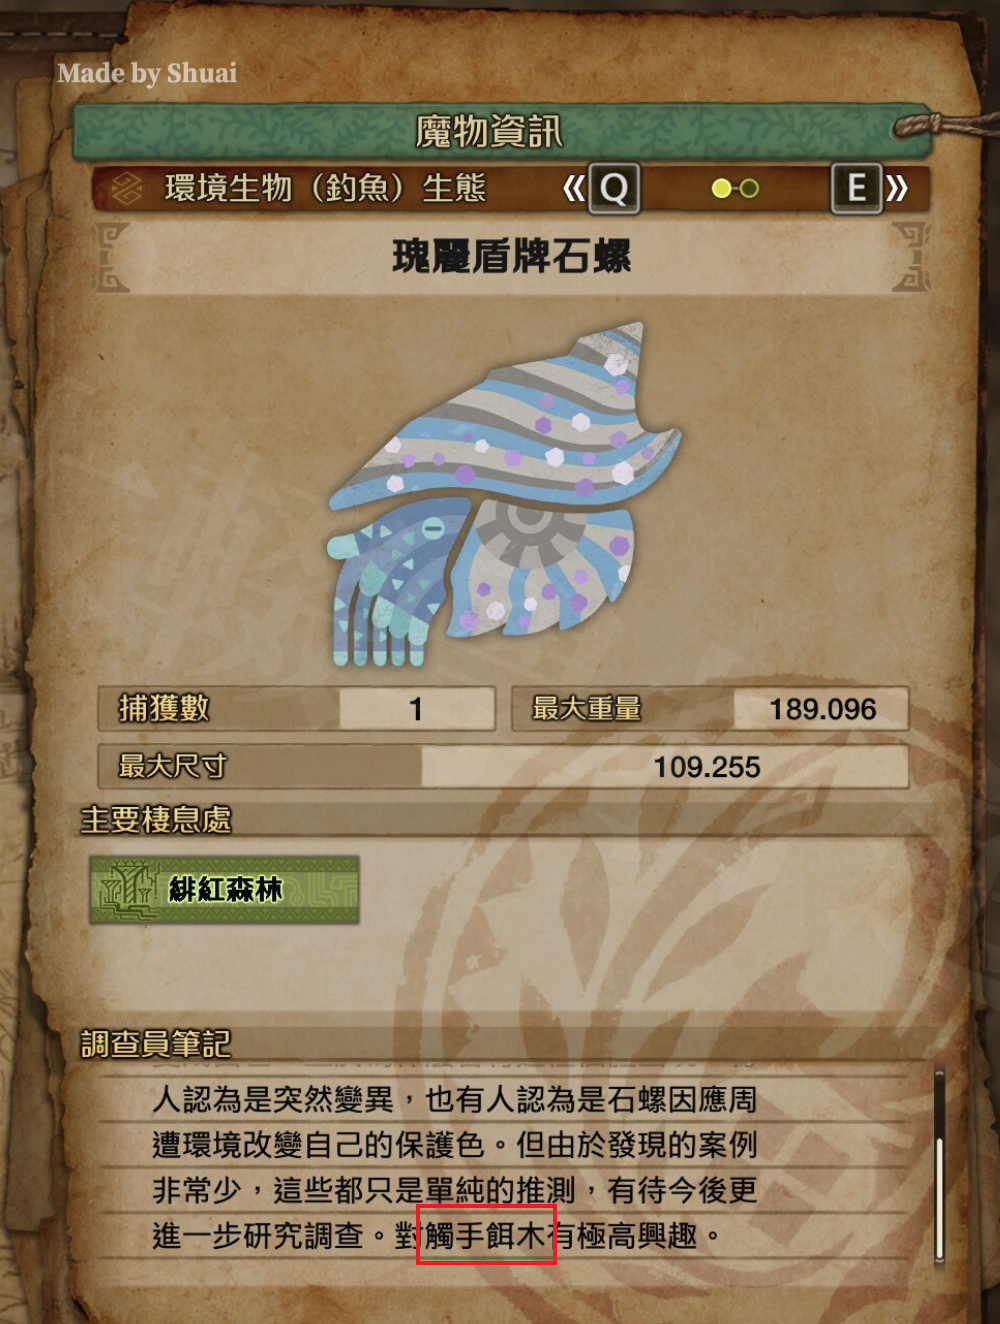 Made by Shuai
魔物資訊
環境生物（釣魚）生態
Q
E
瑰麗盾牌石螺
捕獲數
1
最大重量
189.096
最大尺寸
109.255
主要棲息處
緋紅森林
調查員筆記
人認為是突然變異，也有人認為是石螺因應周
遭環境改變自己的保護色。但由於發現的案例
非常少，這些都只是單純的推測，有待今後更
進一步研究調查。對觸手餌木有極高興趣。